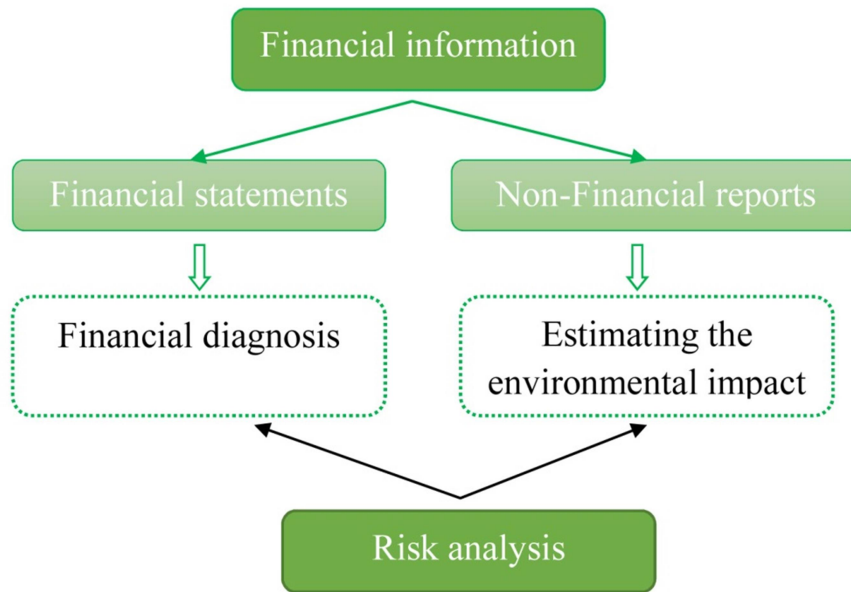 Financial information
Financial statements
Non-Financial reports
Financial diagnosis
Estimating the
environmental impact
Risk analysis